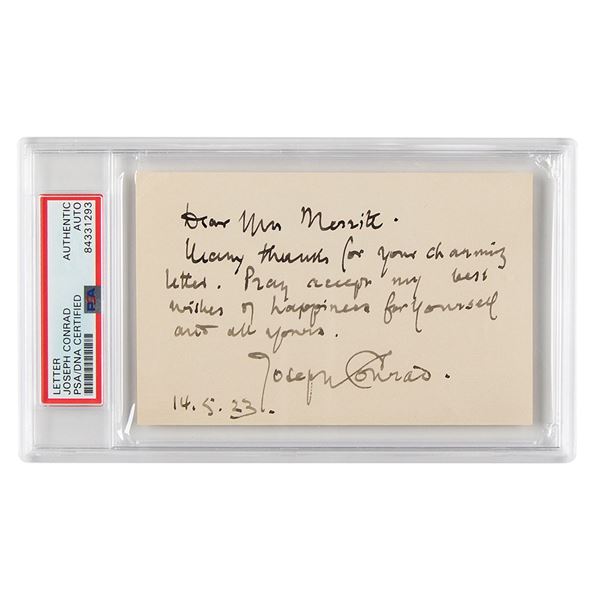 LETTER
JOSEPH CONRAD
PSA/DNA CERTIFIED
AUTHENTIC
AUTO
84331293
PSA
Dear Mrs Merritt.
Many thanks for your charming
letter. Pray accept my best
wishes of happiness for yourself
and all yours.
Joseph Conrad.
14.5.23.